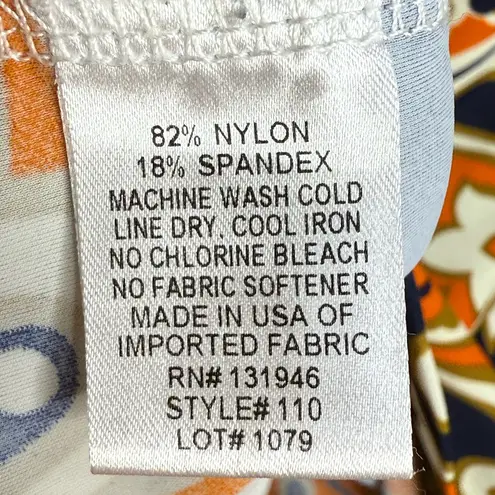 82% NYLON
18% SPANDEX
MACHINE WASH COLD
LINE DRY, COOL IRON
NO CHLORINE BLEACH
NO FABRIC SOFTENER
MADE IN USA OF
IMPORTED FABRIC
RN# 131946
STYLE# 110
LOT# 1079